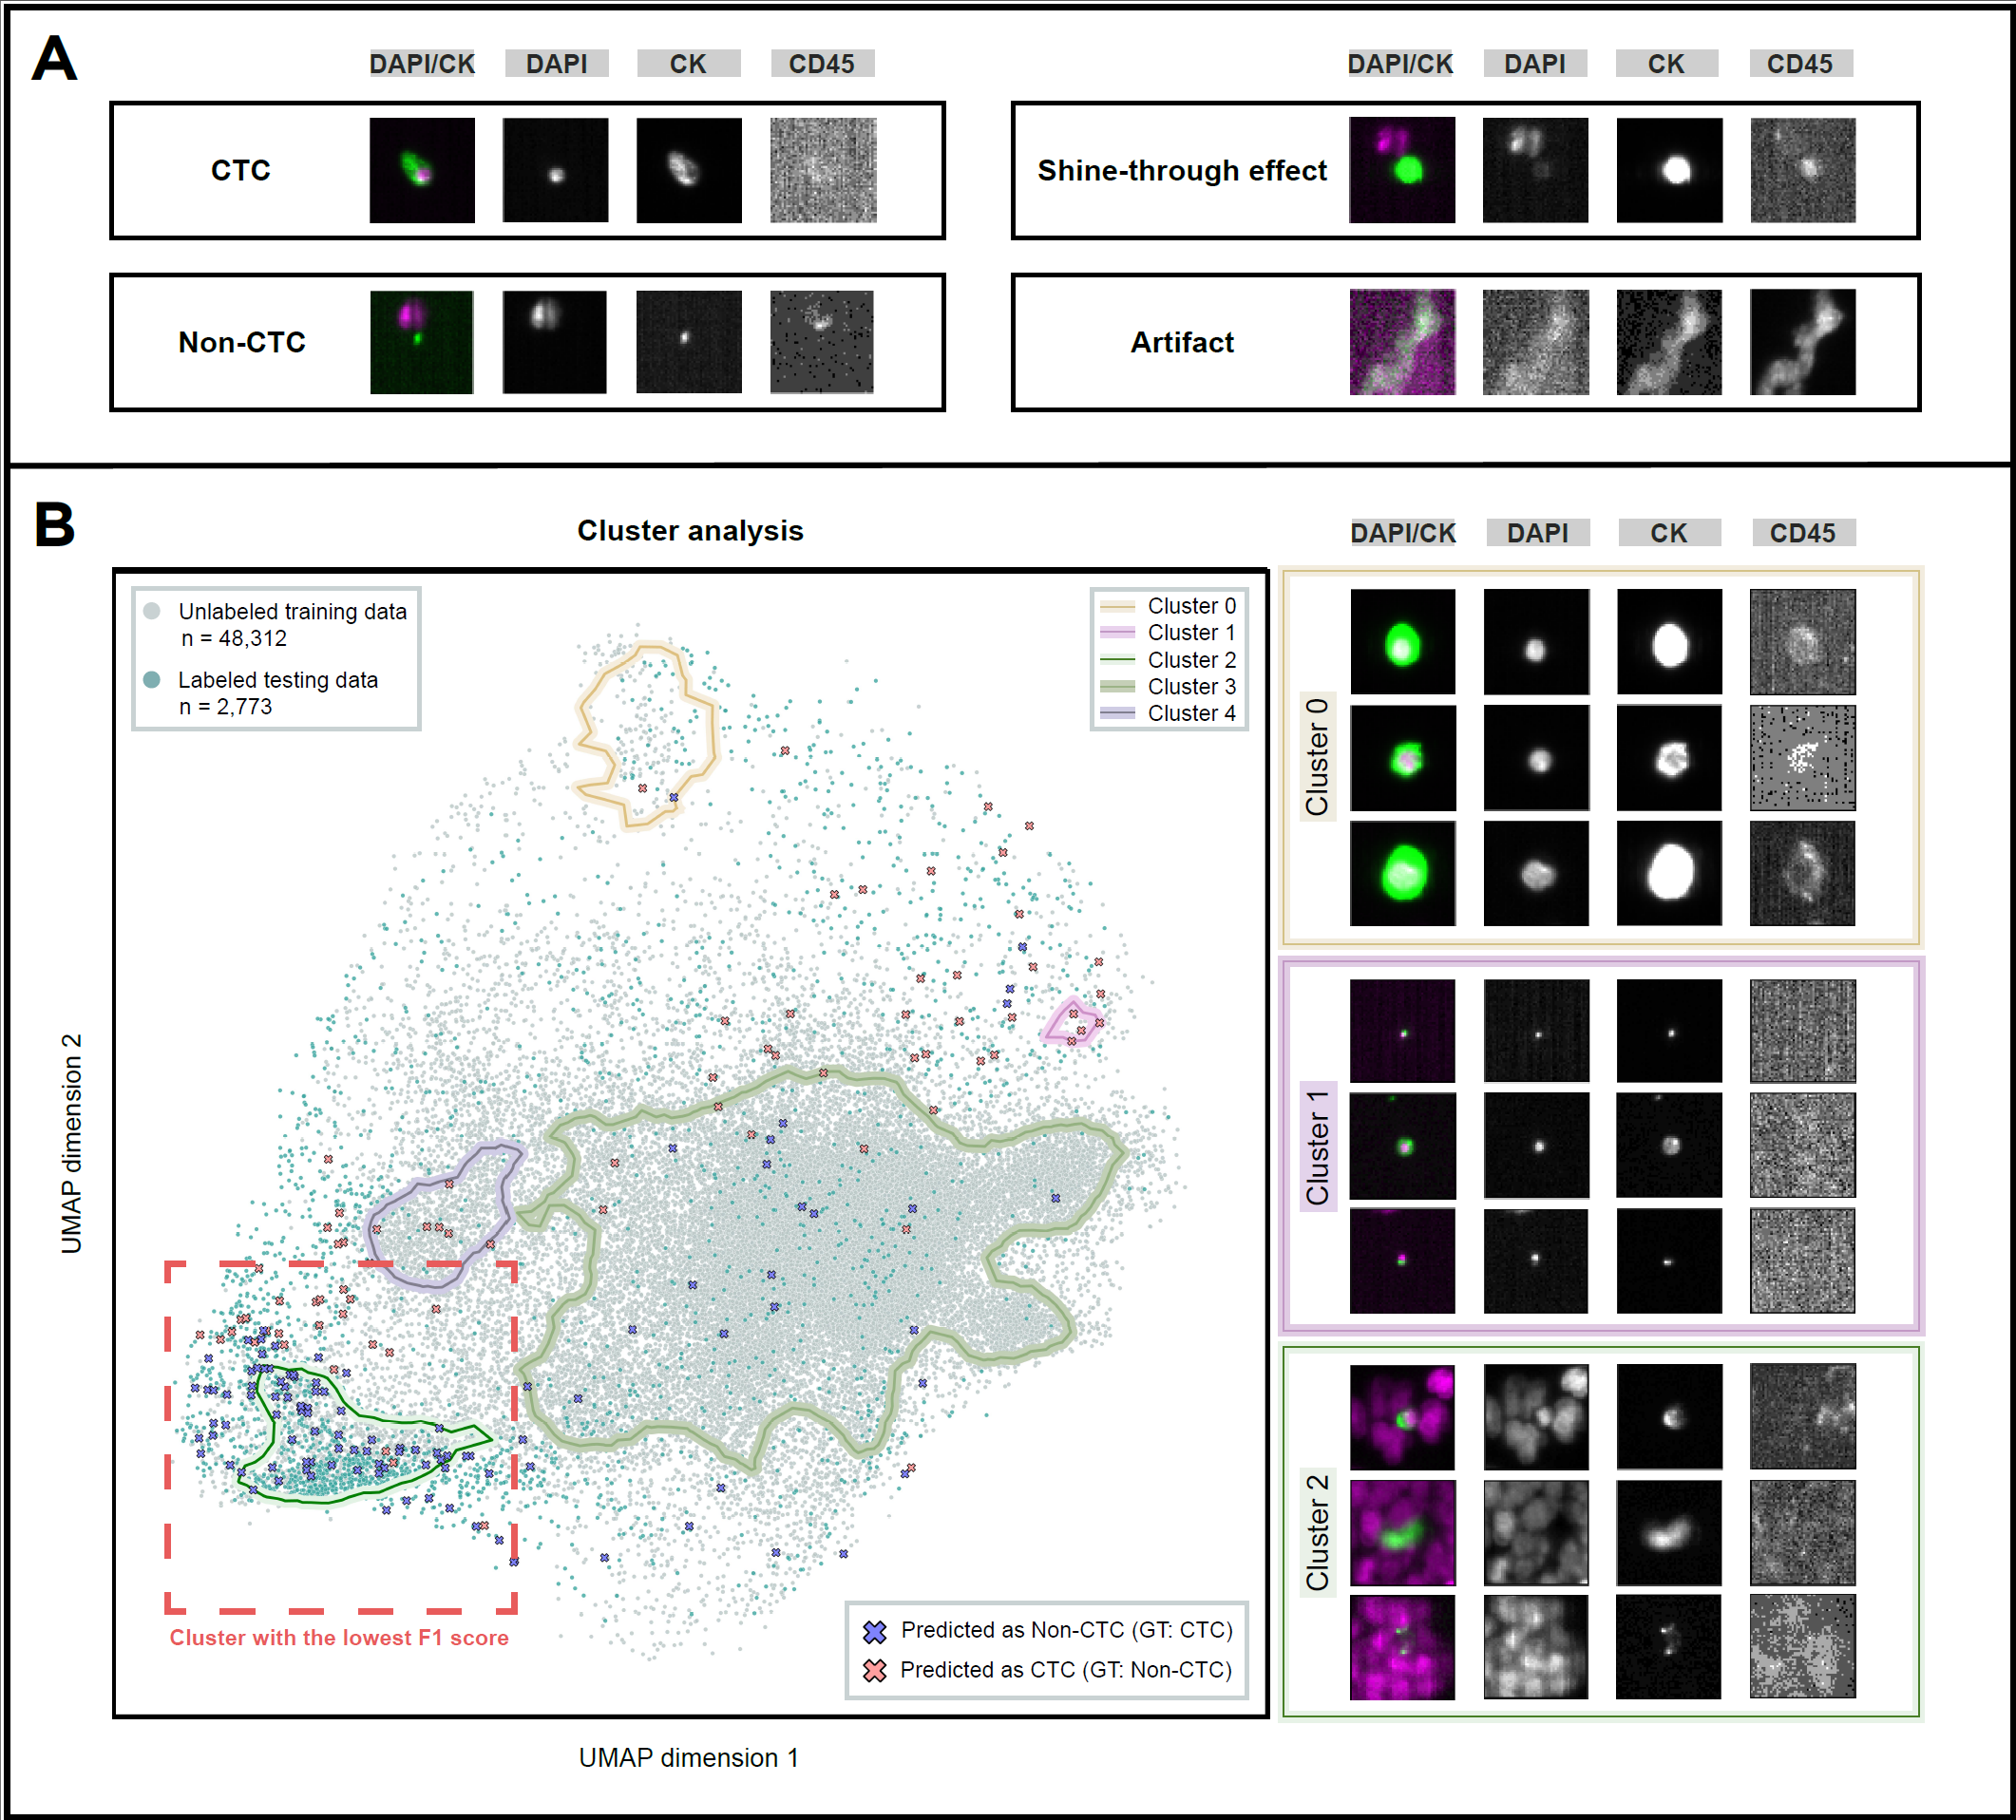 A
DAPI/CK DAPI CK CD45
DAPI/CK DAPI CK CD45
CTC
Shine-through effect
Non-CTC
Artifact
B
Cluster analysis
DAPI/CK DAPI CK CD45
Unlabeled training data
n = 48,312
Labeled testing data
n = 2,773
Cluster 0
Cluster 1
Cluster 2
Cluster 3
Cluster 4
Cluster 0
Cluster 1
Cluster 2
UMAP dimension 2
Cluster with the lowest F1 score
Predicted as Non-CTC (GT: CTC)
Predicted as CTC (GT: Non-CTC)
UMAP dimension 1